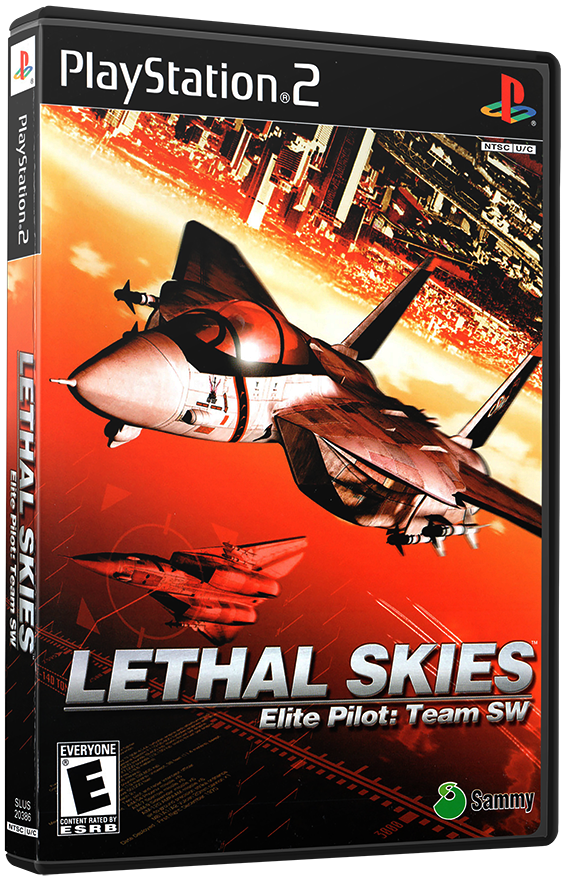 PlayStation®2
NTSC U/C
LETHAL SKIES™
Elite Pilot: Team SW
EVERYONE
E
CONTENT RATED BY
ESRB
Sammy
PlayStation®2
LETHAL SKIES
Elite Pilot: Team SW
SLUS
20386
NTSC U/C